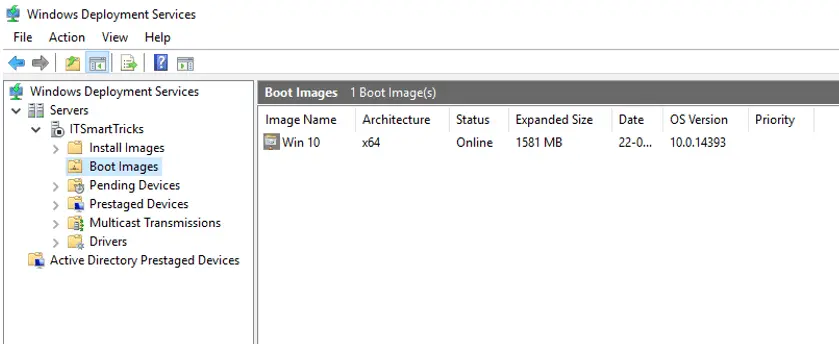 Windows Deployment Services
File Action View Help
Windows Deployment Services
Servers
ITSmartTricks
Install Images
Boot Images
Pending Devices
Prestaged Devices
Multicast Transmissions
Drivers
Active Directory Prestaged Devices
Boot Images 1 Boot Image(s)
Image Name Architecture Status Expanded Size Date OS Version Priority
Win 10 x64 Online 1581 MB 22-0... 10.0.14393